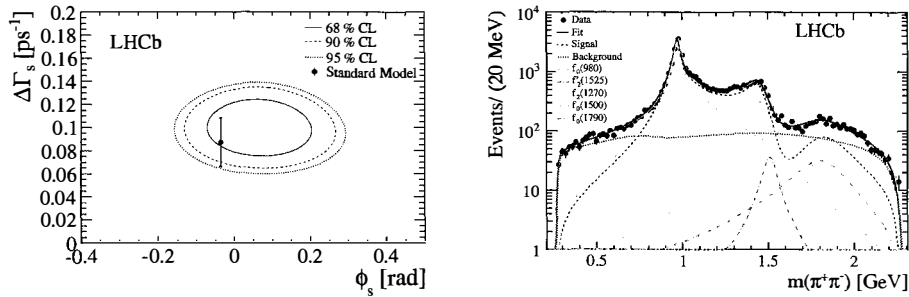 ΔΓ_s [ps⁻¹]
LHCb
68 % CL
90 % CL
95 % CL
Standard Model
0.2
0.18
0.16
0.14
0.12
0.1
0.08
0.06
0.04
0.02
0
-0.4 -0.2 0 0.2 0.4
ϕ_s [rad]
Events/ (20 MeV)
LHCb
Data
Fit
Signal
Background
f₀(980)
f'₂(1525)
f₂(1270)
f₀(1500)
f₀(1790)
10⁴
10³
10²
10
1
0.5 1 1.5 2
m(π⁺π⁻) [GeV]